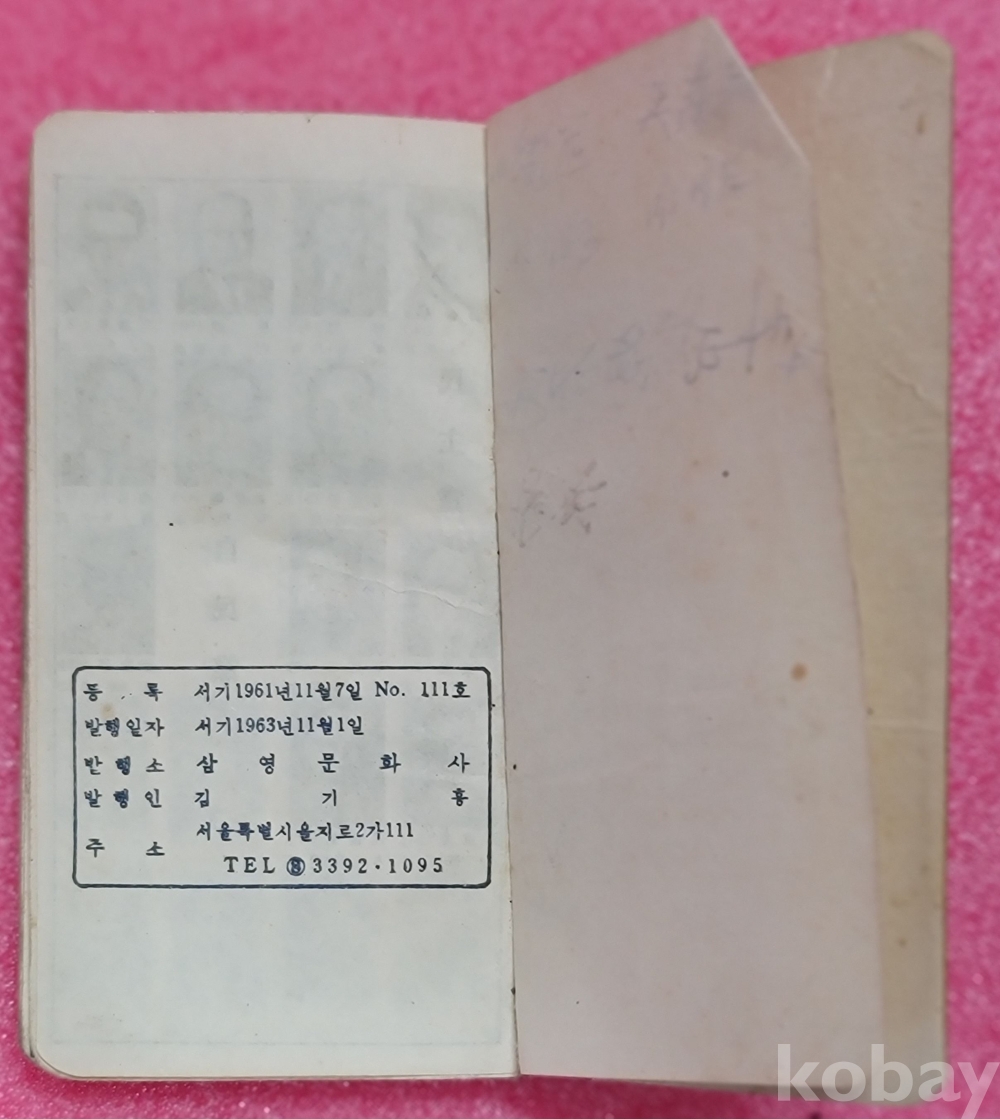 등 록 서기1961년11월7일 No. 111호
발행일자 서기1963년11월1일
발행소 삼영문화사
발행인 김기흥
주소 서울특별시을지로2가111
TEL ⑧3392·1095
kobay